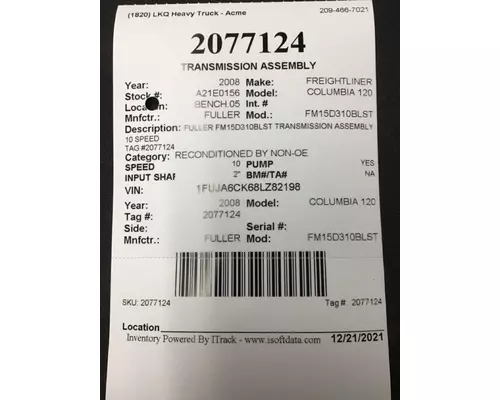 (1820) LKQ Heavy Truck - Acme 209-466-7021
2077124
TRANSMISSION ASSEMBLY
Year: 2008 Make: FREIGHTLINER
Stock #: A21E0156 Model: COLUMBIA 120
Location: BENCH.05 Int. #
Mnfctr.: FULLER Mod.: FM15D310BLST
Description: FULLER FM15D310BLST TRANSMISSION ASSEMBLY
10 SPEED
TAG #2077124
Category: RECONDITIONED BY NON-OE
SPEED 10 PUMP YES
INPUT SHAF 2" BM#/TA# NA
VIN: 1FUJA6CK68LZ82198
Year: 2008 Model: COLUMBIA 120
Tag #: 2077124
Side: Serial #:
Mnfctr.: FULLER Mod: FM15D310BLST
SKU: 2077124 Tag # 2077124
Location
Inventory Powered By ITrack - www.isoftdata.com 12/21/2021